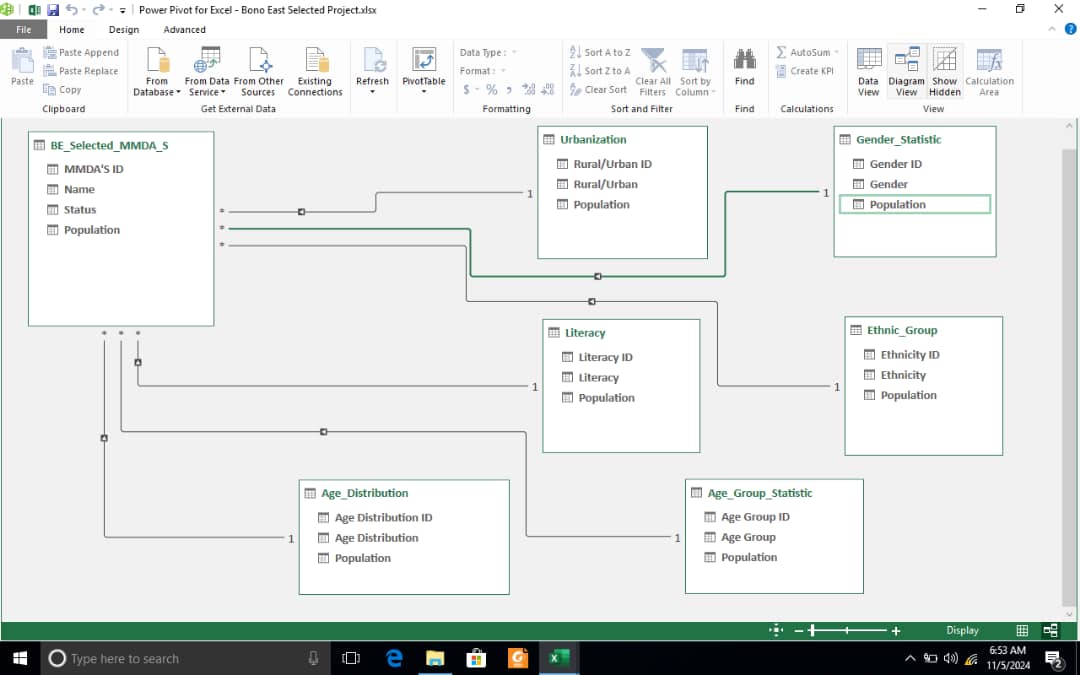 Power Pivot for Excel - Bono East Selected Project.xlsx
File Home Design Advanced
Paste
Paste Append
Paste Replace
Copy
Clipboard
From
Database
From Data
Service
From Other
Sources
Existing
Connections
Get External Data
Refresh
PivotTable
Data Type :
Format :
$ - % ,
Formatting
Sort A to Z
Sort Z to A
Clear Sort
Clear All
Filters
Sort by
Column
Sort and Filter
Find
Find
AutoSum
Create KPI
Calculations
Data
View
Diagram
View
Show
Hidden
Calculation
Area
View
BE_Selected_MMDA_S
MMDA'S ID
Name
Status
Population
Urbanization
Rural/Urban ID
Rural/Urban
Population
Gender_Statistic
Gender ID
Gender
Population
* 1
* 1
*
Literacy
Literacy ID
Literacy
Population
Ethnic_Group
Ethnicity ID
Ethnicity
Population
* * *
1 1
Age_Distribution
Age Distribution ID
Age Distribution
Population
Age_Group_Statistic
Age Group ID
Age Group
Population
1 1
Display
Type here to search
6:53 AM
11/5/2024
2